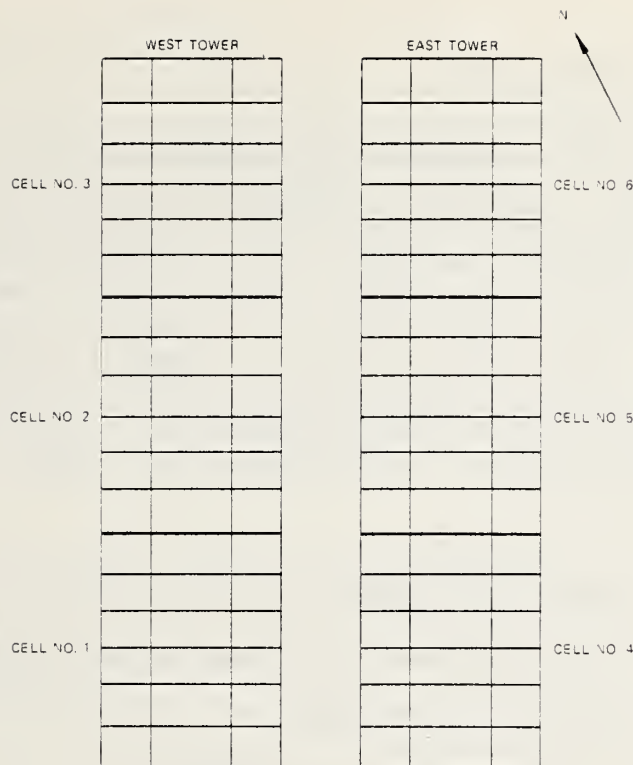 N
WEST TOWER
EAST TOWER
CELL NO. 3
CELL NO 6
CELL NO 2
CELL NO 5
CELL NO. 1
CELL NO 4